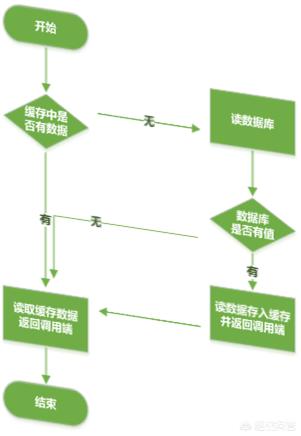 开始
缓存中是
否有数据
无
读数据库
数据库
是否有值
有
无
有
读取缓存数据
返回调用端
读数据存入缓存
并返回调用端
结束